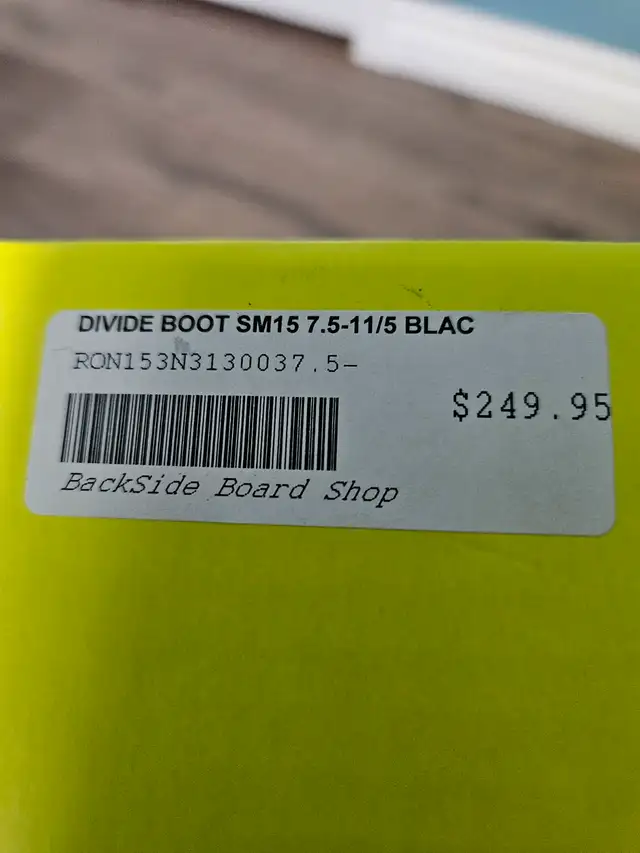 DIVIDE BOOT SM15 7.5-11/5 BLAC
RON153N3130037.5-
$249.95
BackSide Board Shop